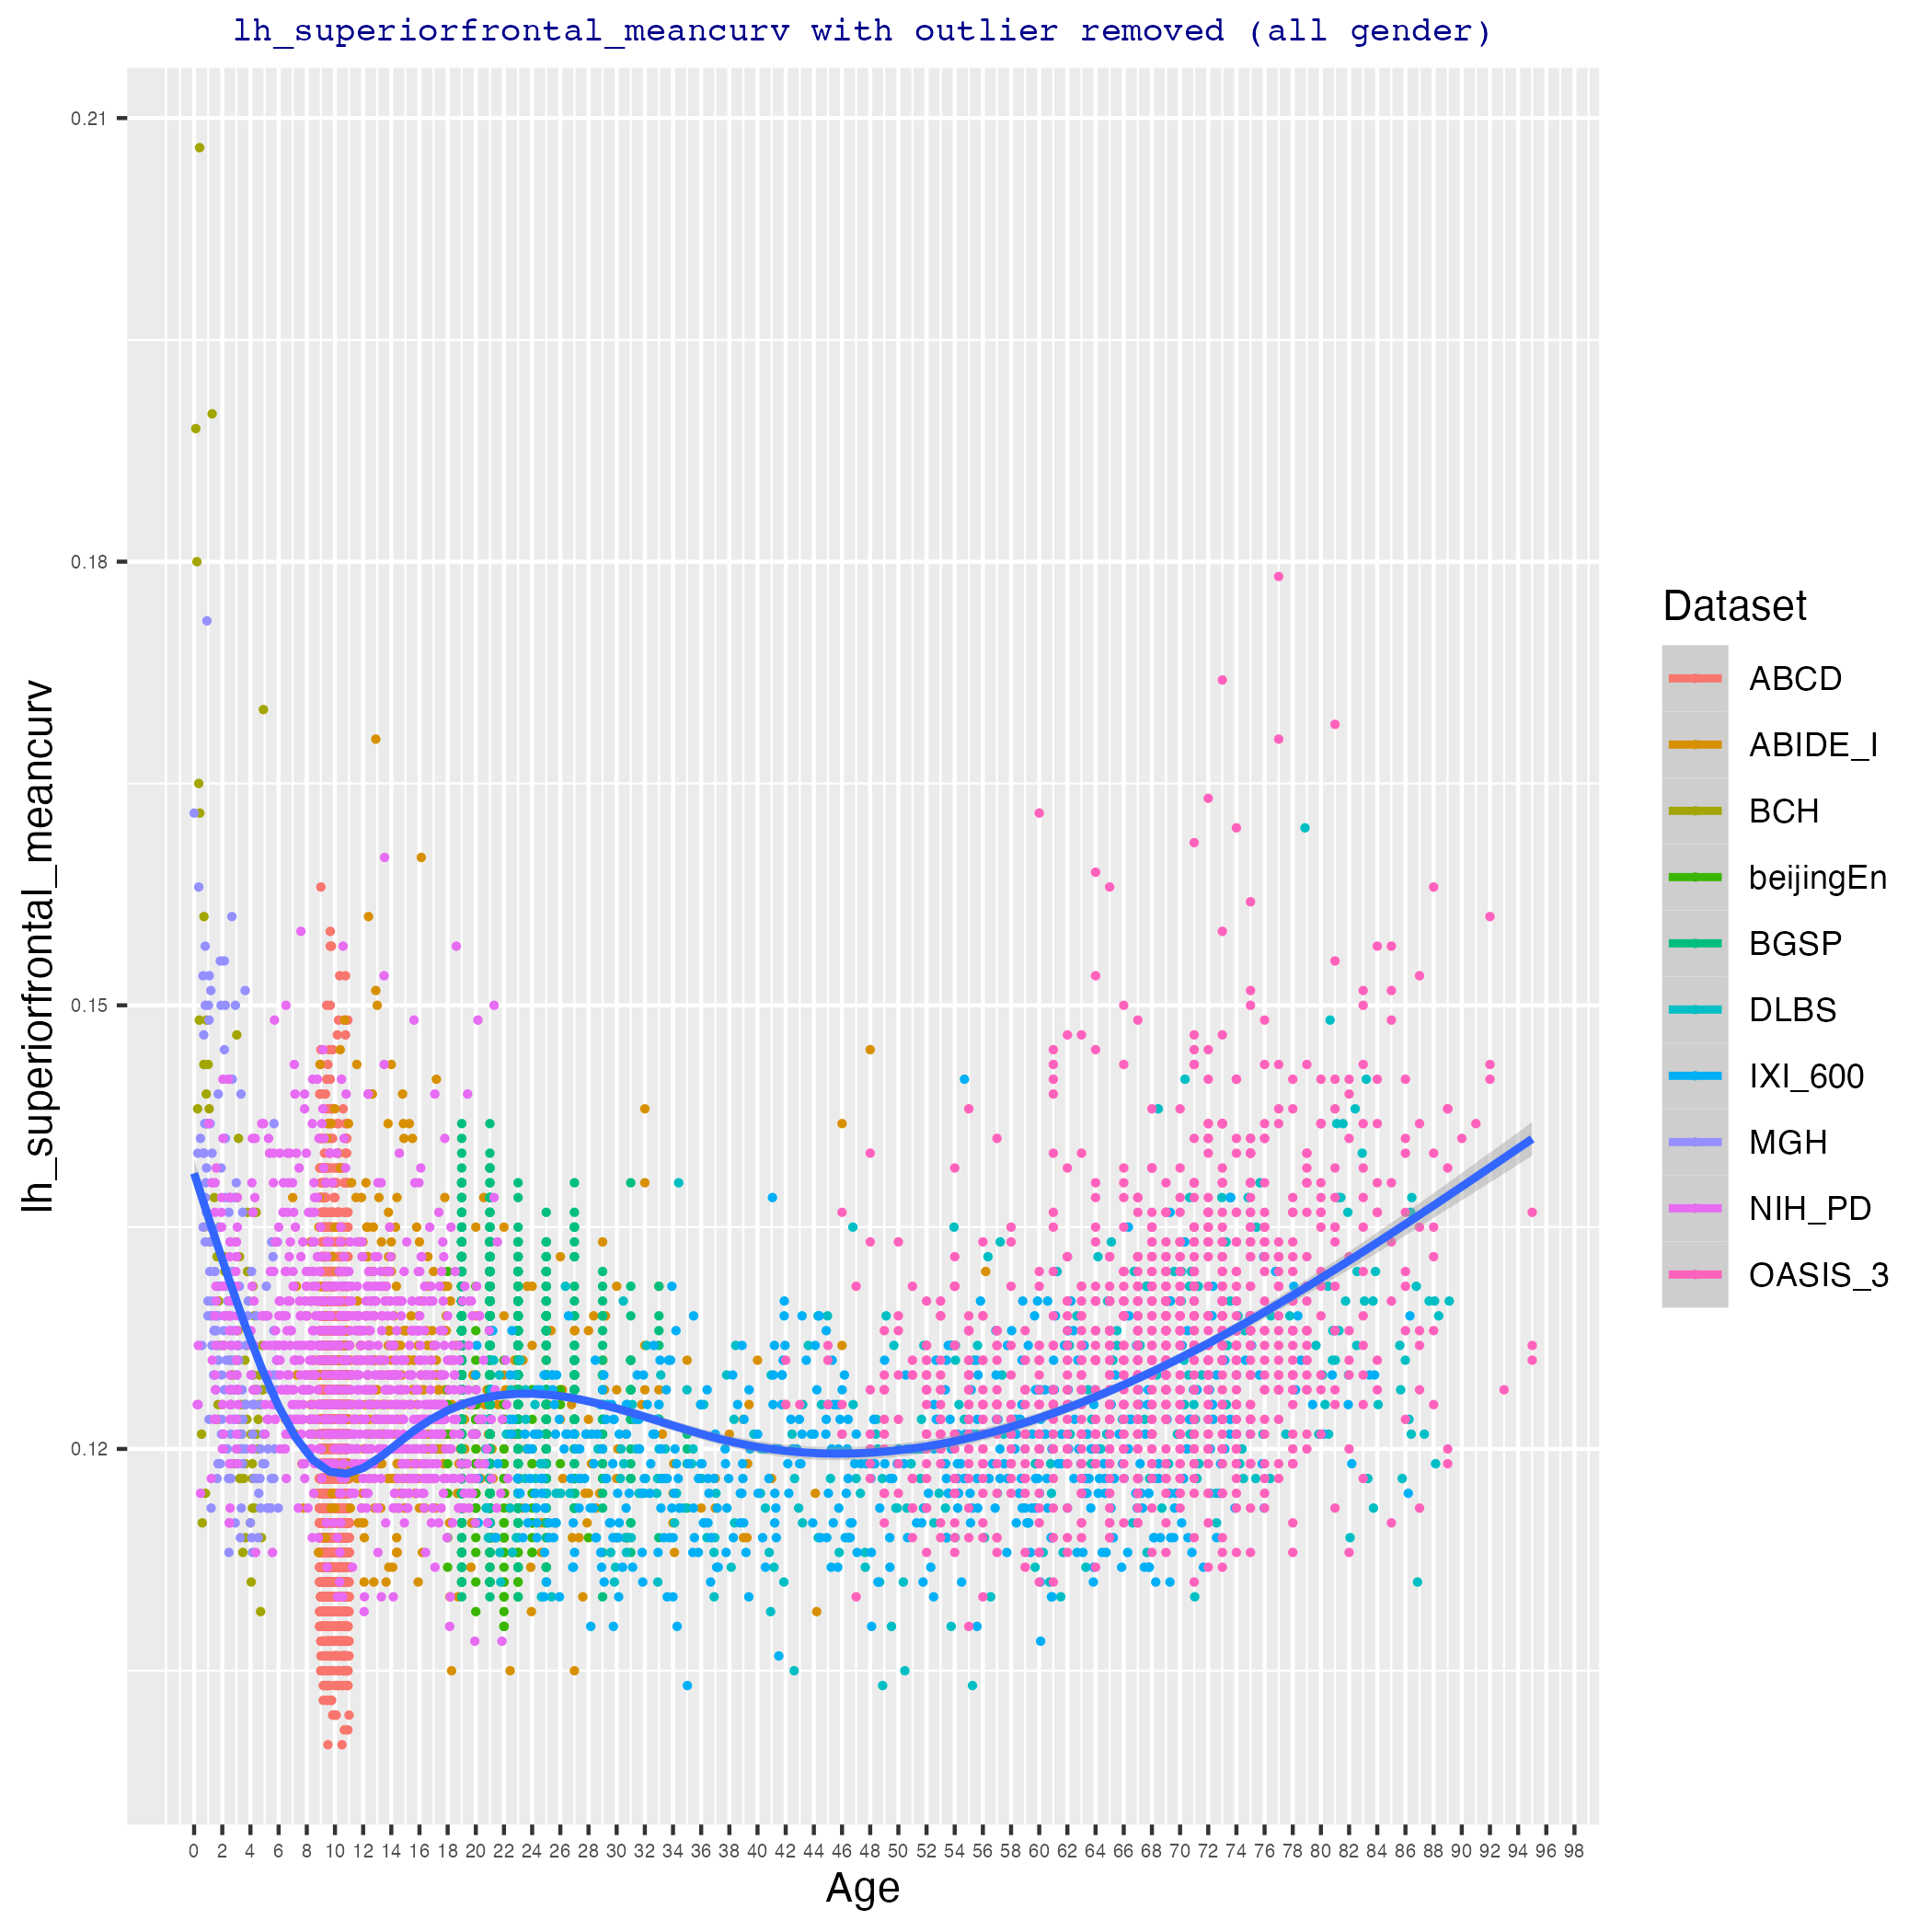 lh_superiorfrontal_meancurv with outlier removed (all gender)
lh_superiorfrontal_meancurv
0.21
0.18
0.15
0.12
0 2 4 6 8 10 12 14 16 18 20 22 24 26 28 30 32 34 36 38 40 42 44 46 48 50 52 54 56 58 60 62 64 66 68 70 72 74 76 78 80 82 84 86 88 90 92 94 96 98
Age
Dataset
ABCD
ABIDE_I
BCH
beijingEn
BGSP
DLBS
IXI_600
MGH
NIH_PD
OASIS_3